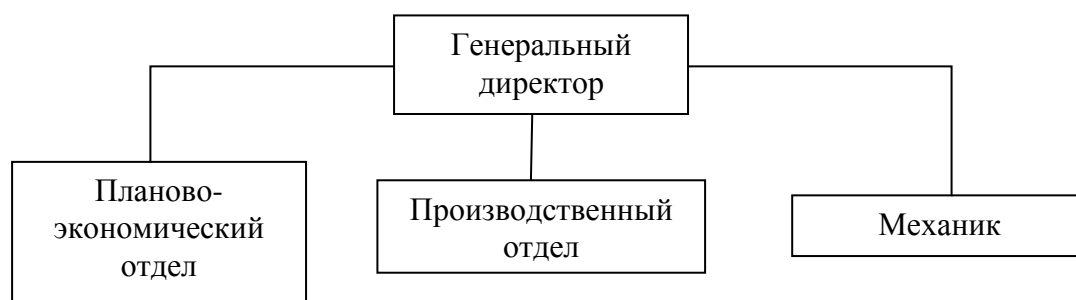 Генеральный
директор
Планово-
экономический
отдел
Производственный
отдел
Механик